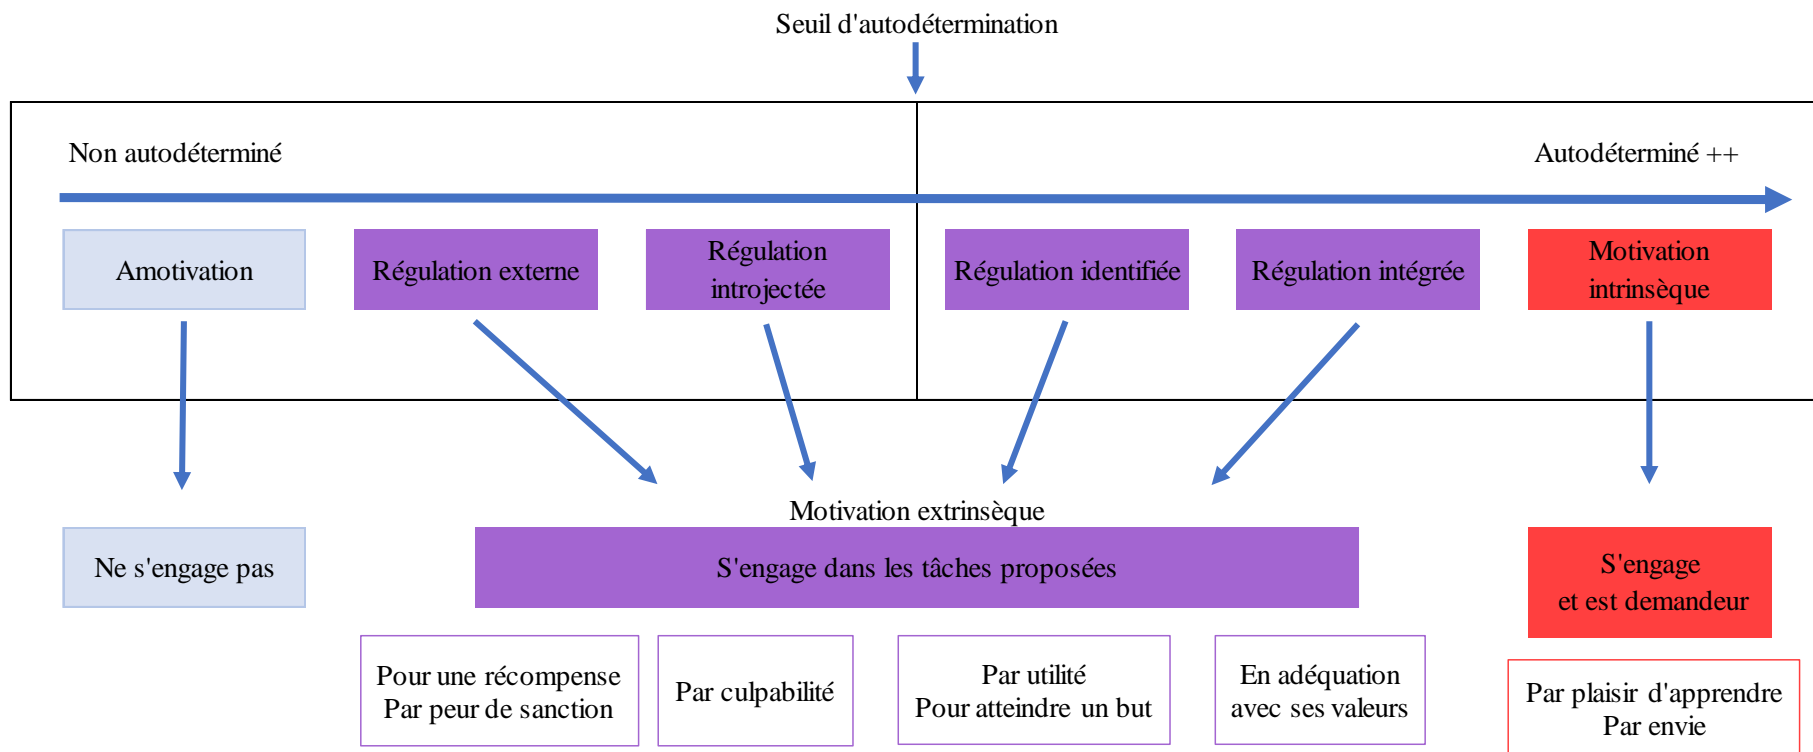 Seuil d'autodétermination
Non autodéterminé
Autodéterminé ++
Amotivation
Régulation externe
Régulation
introjectée
Régulation identifiée
Régulation intégrée
Motivation
intrinsèque
Motivation extrinsèque
Ne s'engage pas
S'engage dans les tâches proposées
S'engage
et est demandeur
Pour une récompense
Par peur de sanction
Par culpabilité
Par utilité
Pour atteindre un but
En adéquation
avec ses valeurs
Par plaisir d'apprendre
Par envie